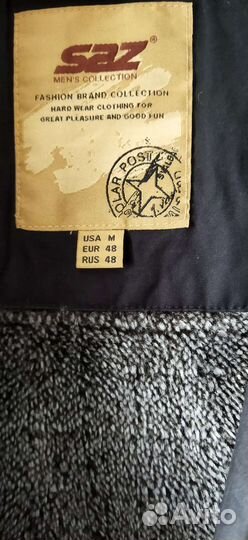 saz®
MEN'S COLLECTION
FASHION BRAND COLLECTION
HARD WEAR CLOTHING FOR
GREAT PLEASURE AND GOOD FUN
POLAR POST
USA M
EUR 48
RUS 48
Avito